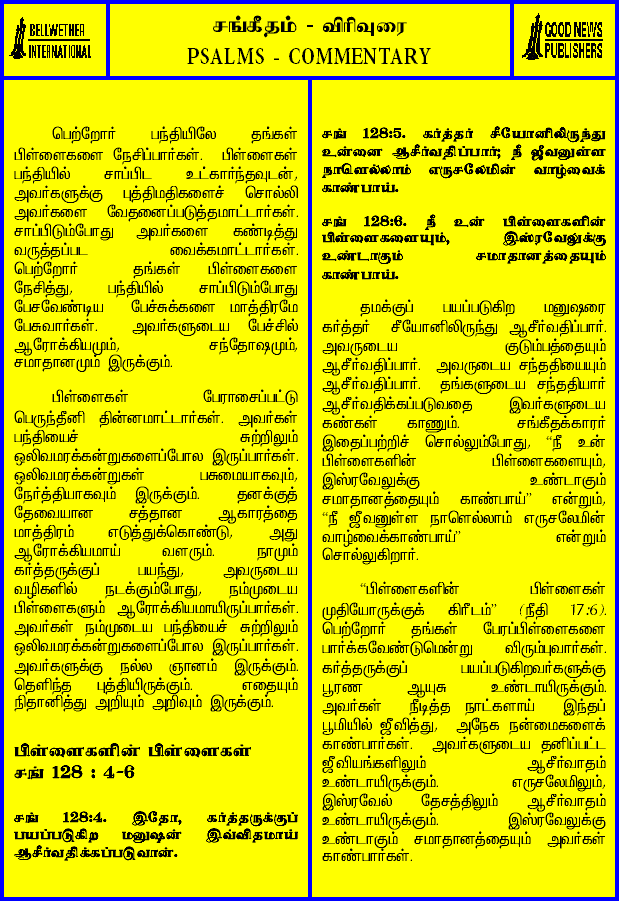 BELLWETHER
INTERNATIONAL
சங்கீதம் - விரிவுரை
PSALMS - COMMENTARY
GOOD NEWS
PUBLISHERS
பெற்றோர் பந்தியிலே தங்கள்
பிள்ளைகளை நேசிப்பார்கள். பிள்ளைகள்
பந்தியில் சாப்பிட உட்கார்ந்தவுடன்,
அவர்களுக்கு புத்திமதிகளைச் சொல்லி
அவர்களை வேதனைப்படுத்தமாட்டார்கள்.
சாப்பிடும்போது அவர்களை கண்டித்து
வருத்தப்பட வைக்கமாட்டார்கள்.
பெற்றோர் தங்கள் பிள்ளைகளை
நேசித்து, பந்தியில் சாப்பிடும்போது
பேசவேண்டிய பேச்சுக்களை மாத்திரமே
பேசுவார்கள். அவர்களுடைய பேச்சில்
ஆரோக்கியமும், சந்தோஷமும்,
சமாதானமும் இருக்கும்.
பிள்ளைகள் பேராசைப்பட்டு
பெருந்தீனி தின்னமாட்டார்கள். அவர்கள்
பந்தியைச் சுற்றிலும்
ஒலிவமரக்கன்றுகளைப்போல இருப்பார்கள்.
ஒலிவமரக்கன்றுகள் பசுமையாகவும்,
நேர்த்தியாகவும் இருக்கும். தனக்குத்
தேவையான சத்தான ஆகாரத்தை
மாத்திரம் எடுத்துக்கொண்டு, அது
ஆரோக்கியமாய் வளரும். நாமும்
கர்த்தருக்குப் பயந்து, அவருடைய
வழிகளில் நடக்கும்போது, நம்முடைய
பிள்ளைகளும் ஆரோக்கியமாயிருப்பார்கள்.
அவர்கள் நம்முடைய பந்தியைச் சுற்றிலும்
ஒலிவமரக்கன்றுகளைப்போல இருப்பார்கள்.
அவர்களுக்கு நல்ல ஞானம் இருக்கும்.
தெளிந்த புத்தியிருக்கும். எதையும்
நிதானித்து அறியும் அறிவும் இருக்கும்.
பிள்ளைகளின் பிள்ளைகள்
சங் 128 : 4-6
சங் 128:4. இதோ, கர்த்தருக்குப்
பயப்படுகிற மனுஷன் இவ்விதமாய்
ஆசீர்வதிக்கப்படுவான்.
சங் 128:5. கர்த்தர் சீயோனிலிருந்து
உன்னை ஆசீர்வதிப்பார்; நீ ஜீவனுள்ள
நாளெல்லாம் எருசலேமின் வாழ்வைக்
காண்பாய்.
சங் 128:6. நீ உன் பிள்ளைகளின்
பிள்ளைகளையும், இஸ்ரவேலுக்கு
உண்டாகும் சமாதானத்தையும்
காண்பாய்.
தமக்குப் பயப்படுகிற மனுஷரை
கர்த்தர் சீயோனிலிருந்து ஆசீர்வதிப்பார்.
அவருடைய குடும்பத்தையும்
ஆசீர்வதிப்பார். அவருடைய சந்ததியையும்
ஆசீர்வதிப்பார். தங்களுடைய சந்ததியார்
ஆசீர்வதிக்கப்படுவதை இவர்களுடைய
கண்கள் காணும். சங்கீதக்காரர்
இதைப்பற்றிச் சொல்லும்போது, “நீ உன்
பிள்ளைகளின் பிள்ளைகளையும்,
இஸ்ரவேலுக்கு உண்டாகும்
சமாதானத்தையும் காண்பாய்” என்றும்,
“நீ ஜீவனுள்ள நாளெல்லாம் எருசலேமின்
வாழ்வைக்காண்பாய்” என்றும்
சொல்லுகிறார்.
“பிள்ளைகளின் பிள்ளைகள்
முதியோருக்குக் கிரீடம்” (நீதி 17:6).
பெற்றோர் தங்கள் பேரப்பிள்ளைகளை
பார்க்கவேண்டுமென்று விரும்புவார்கள்.
கர்த்தருக்குப் பயப்படுகிறவர்களுக்கு
பூரண ஆயுசு உண்டாயிருக்கும்.
அவர்கள் நீடித்த நாட்களாய் இந்தப்
பூமியில் ஜீவித்து, அநேக நன்மைகளைக்
காண்பார்கள். அவர்களுடைய தனிப்பட்ட
ஜீவியங்களிலும் ஆசீர்வாதம்
உண்டாயிருக்கும். எருசலேமிலும்,
இஸ்ரவேல் தேசத்திலும் ஆசீர்வாதம்
உண்டாயிருக்கும். இஸ்ரவேலுக்கு
உண்டாகும் சமாதானத்தையும் அவர்கள்
காண்பார்கள்.